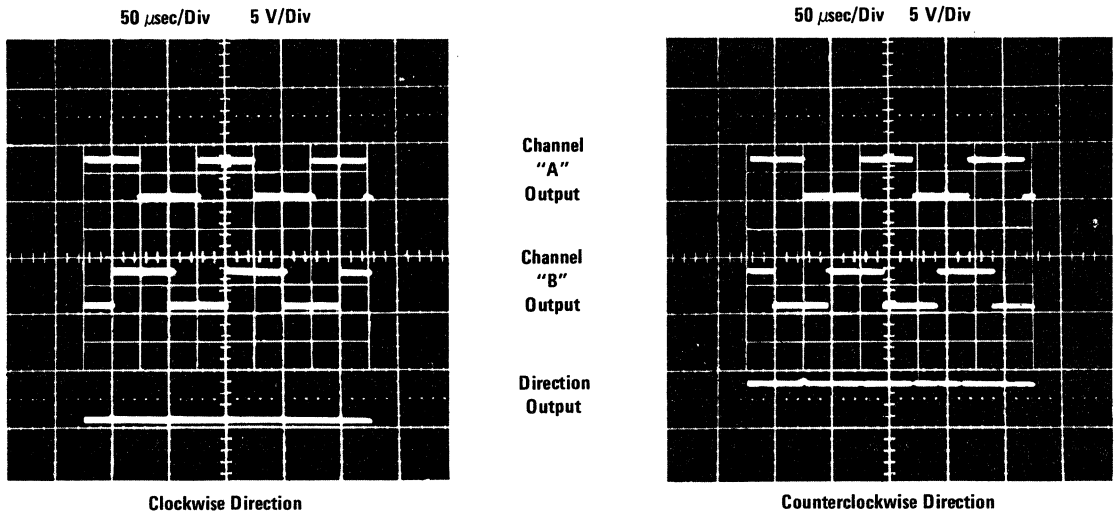 50 μsec/Div 5 V/Div
50 μsec/Div 5 V/Div
Channel
“A”
Output
Channel
“B”
Output
Direction
Output
Clockwise Direction
Counterclockwise Direction